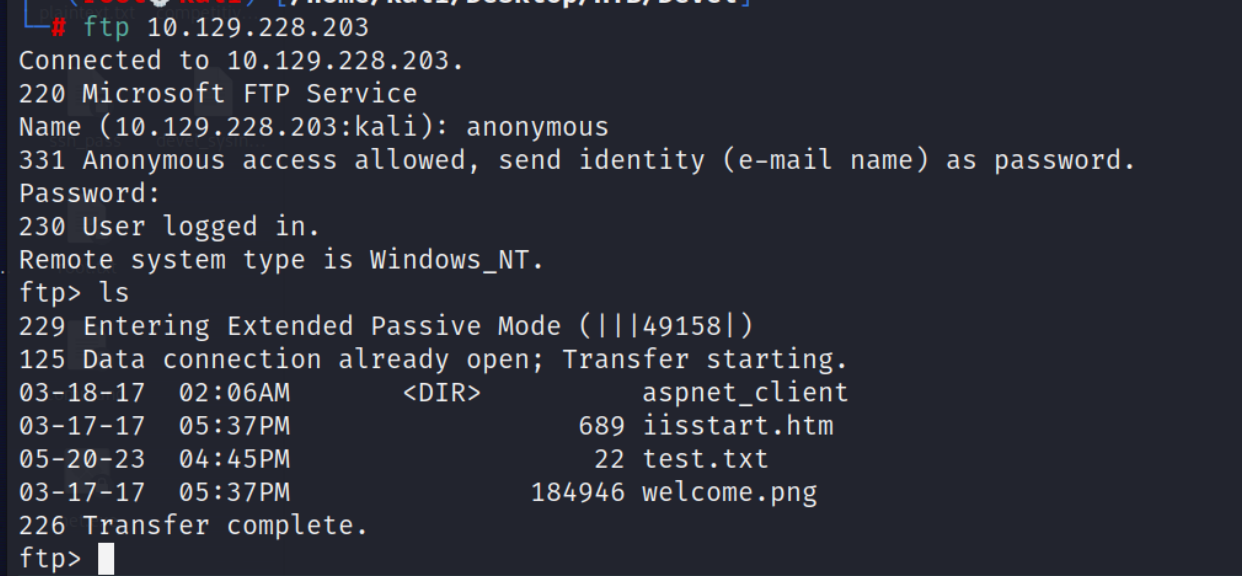 └─# ftp 10.129.228.203
Connected to 10.129.228.203.
220 Microsoft FTP Service
Name (10.129.228.203:kali): anonymous
331 Anonymous access allowed, send identity (e-mail name) as password.
Password:
230 User logged in.
Remote system type is Windows_NT.
ftp> ls
229 Entering Extended Passive Mode (|||49158|)
125 Data connection already open; Transfer starting.
03-18-17  02:06AM       <DIR>          aspnet_client
03-17-17  05:37PM                  689 iisstart.htm
05-20-23  04:45PM                   22 test.txt
03-17-17  05:37PM               184946 welcome.png
226 Transfer complete.
ftp>